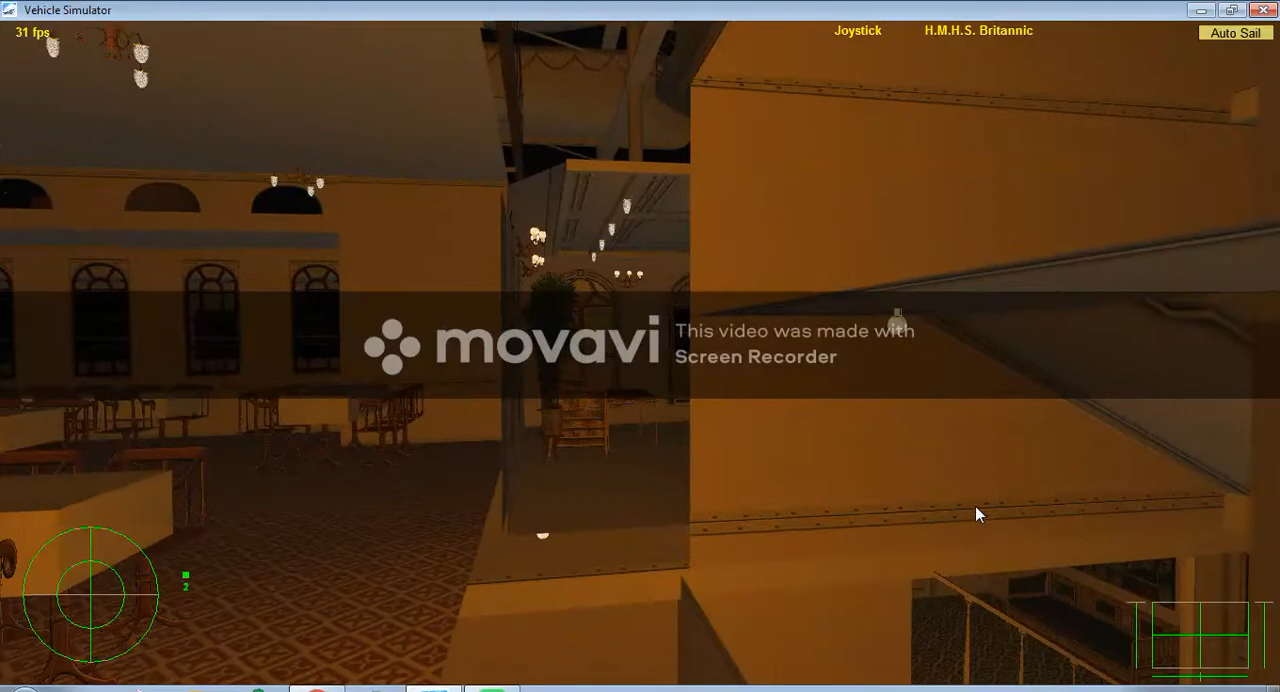 Vehicle Simulator
31 fps
Joystick
H.M.H.S. Britannic
Auto Sail
movavi
This video was made with
Screen Recorder
2